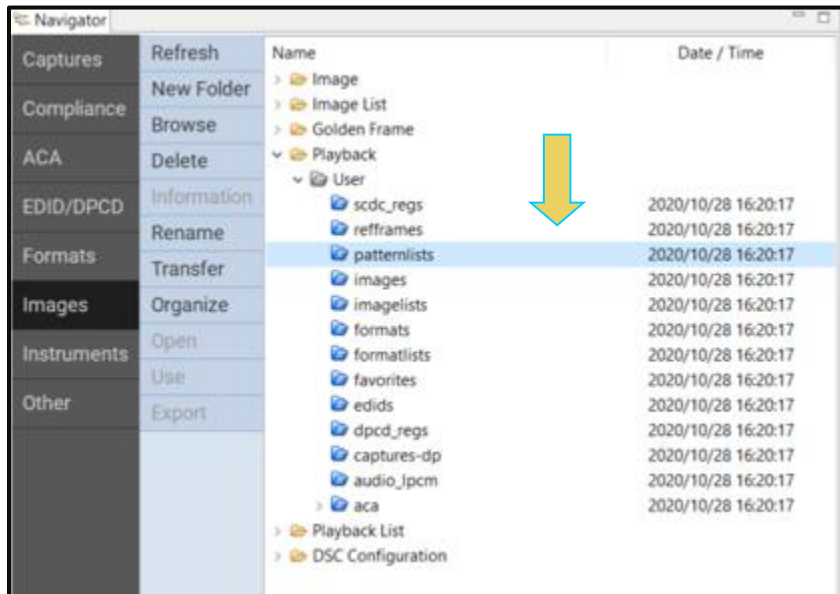 Navigator
Captures
Compliance
ACA
EDID/DPCD
Formats
Images
Instruments
Other
Refresh
New Folder
Browse
Delete
Information
Rename
Transfer
Organize
Open
Use
Export
Name Date / Time
Image
Image List
Golden Frame
Playback
User
scdc_regs 2020/10/28 16:20:17
refframes 2020/10/28 16:20:17
patternlists 2020/10/28 16:20:17
images 2020/10/28 16:20:17
imagelists 2020/10/28 16:20:17
formats 2020/10/28 16:20:17
formatlists 2020/10/28 16:20:17
favorites 2020/10/28 16:20:17
edids 2020/10/28 16:20:17
dpcd_regs 2020/10/28 16:20:17
captures-dp 2020/10/28 16:20:17
audio_lpcm 2020/10/28 16:20:17
aca 2020/10/28 16:20:17
Playback List
DSC Configuration